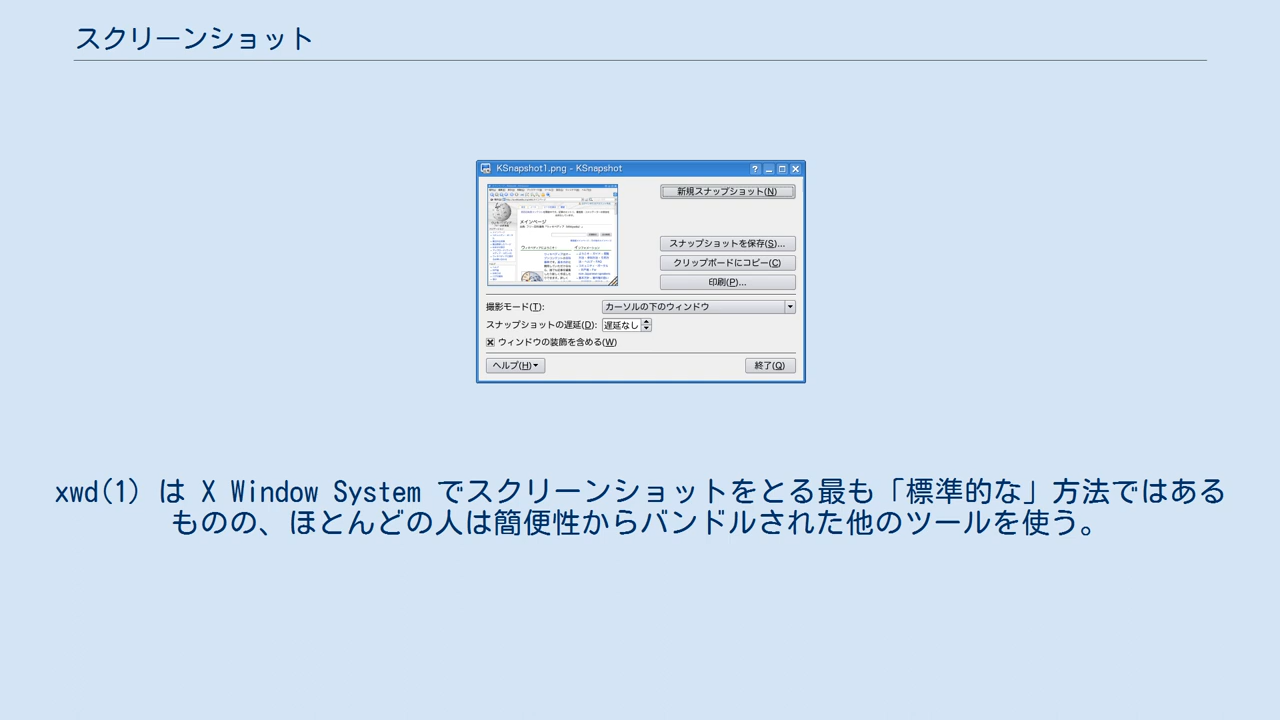 スクリーンショット
KSnapshot1.png - KSnapshot
新規スナップショット(N)
メインページ
スナップショットを保存(S)...
クリップボードにコピー(C)
印刷(P)...
撮影モード(T):
カーソルの下のウィンドウ
スナップショットの遅延(D):
遅延なし
ウィンドウの装飾を含める(W)
ヘルプ(H)
終了(Q)
xwd(1) は X Window System でスクリーンショットをとる最も「標準的な」方法ではある
ものの、ほとんどの人は簡便性からバンドルされた他のツールを使う。